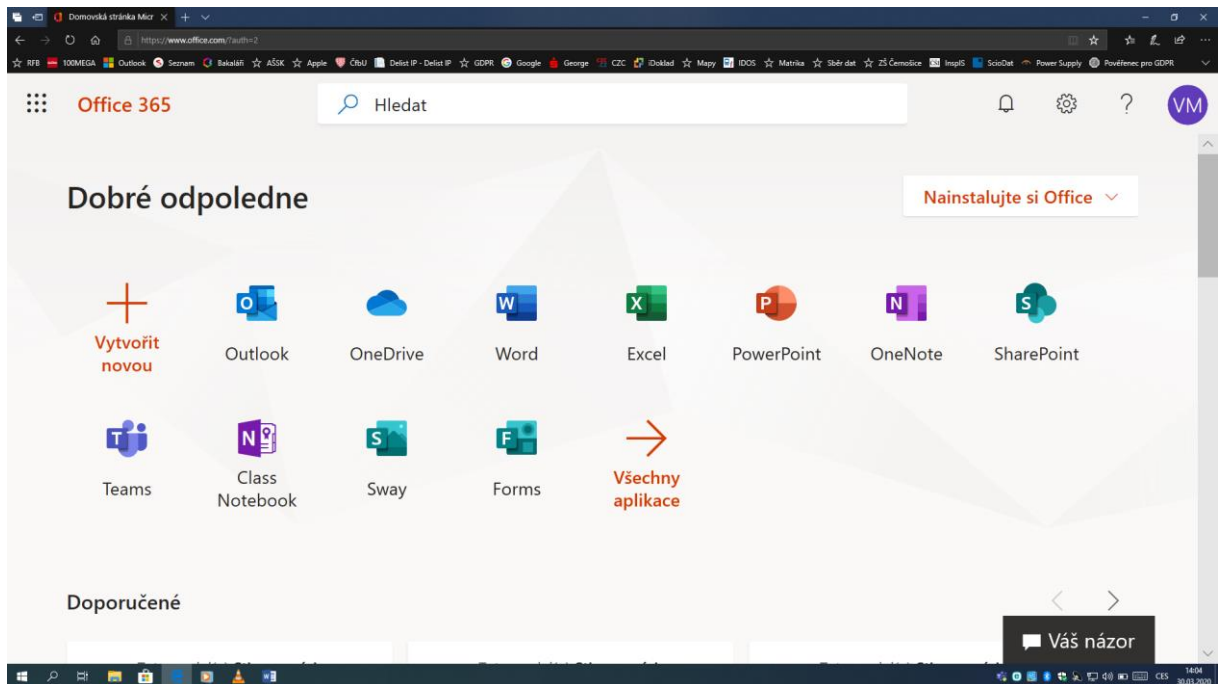 Domovská stránka Micr
https://www.office.com/?auth=2
RFB 100MEGA Outlook Seznam Bakaláři AŠSK Apple ČfbU Delist IP - Delist IP GDPR Google George CZC iDoklad Mapy IDOS Matrika Sběr dat ZŠ Černošice InspIS ScioDat Power Supply Pověřenec pro GDPR
Office 365
Hledat
VM
Dobré odpoledne
Nainstalujte si Office
Vytvořit
novou
Outlook
OneDrive
Word
Excel
PowerPoint
OneNote
SharePoint
Teams
Class
Notebook
Sway
Forms
Všechny
aplikace
Doporučené
Váš názor
CES
14:04
30.03.2020